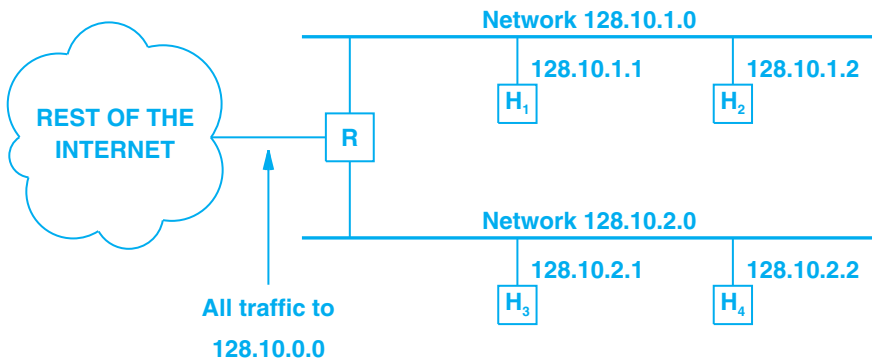 Network 128.10.1.0
128.10.1.1
128.10.1.2
H1
H2
REST OF THE
INTERNET
R
Network 128.10.2.0
128.10.2.1
128.10.2.2
H3
H4
All traffic to
128.10.0.0